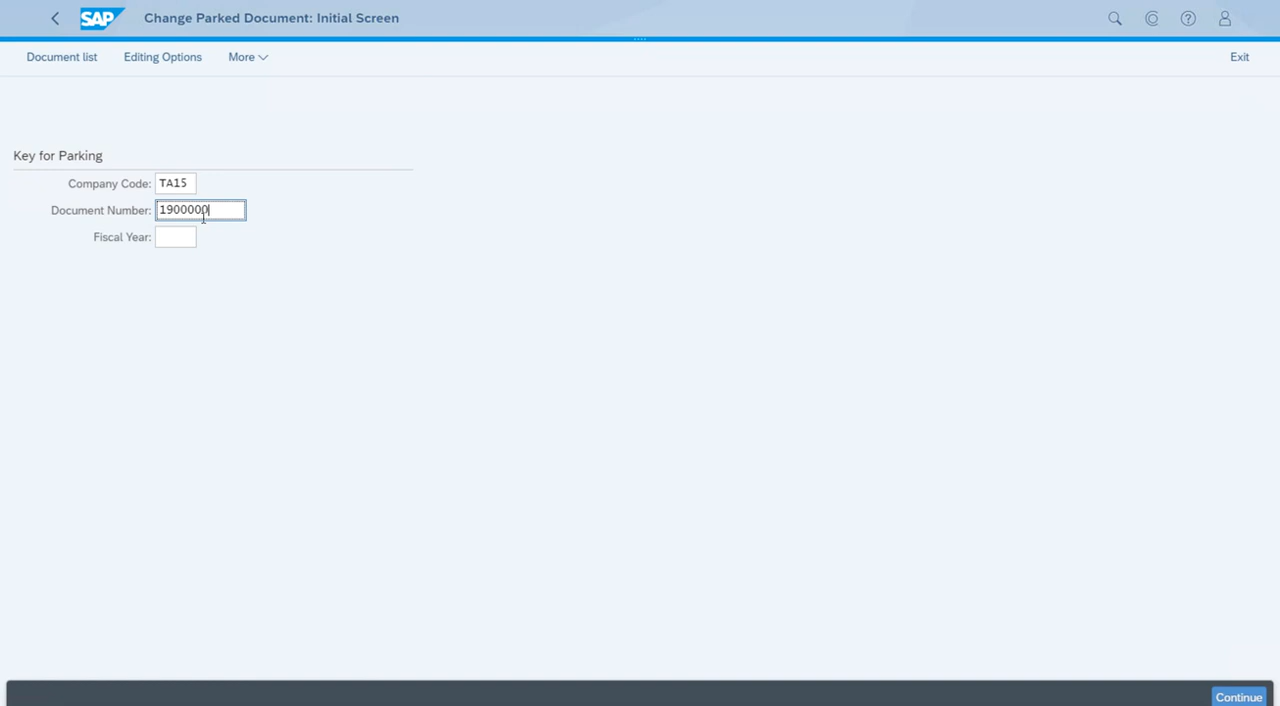 SAP Change Parked Document: Initial Screen
Document list Editing Options More Exit
Key for Parking
Company Code: TA15
Document Number: 1900000
Fiscal Year:
Continue